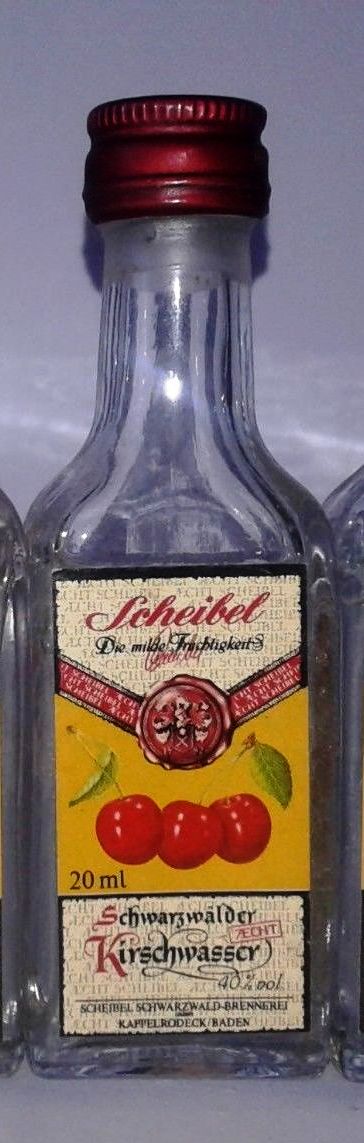 Scheibel
Die milde Fruchtigkeit
20 ml
Schwarzwälder
ÆCHT
Kirschwasser
40% vol
SCHEIBEL SCHWARZWALD-BRENNEREI
KAPPELRODECK/BADEN